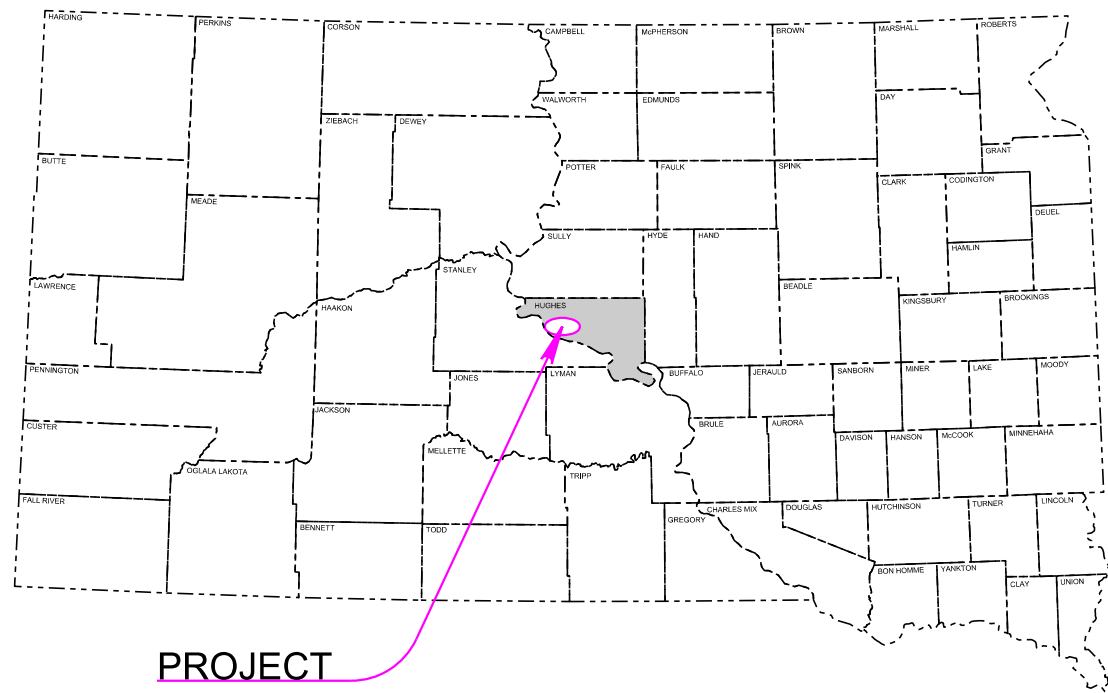 HARDING
PERKINS
CORSON
CAMPBELL
McPHERSON
BROWN
MARSHALL
ROBERTS
WALWORTH
EDMUNDS
DAY
ZIEBACH
DEWEY
GRANT
BUTTE
POTTER
FAULK
SPINK
CLARK
CODINGTON
MEADE
DEUEL
SULLY
HYDE
HAND
HAMLIN
STANLEY
LAWRENCE
BEADLE
HAAKON
HUGHES
KINGSBURY
BROOKINGS
PENNINGTON
JONES
LYMAN
BUFFALO
JERAULD
SANBORN
MINER
LAKE
MOODY
JACKSON
CUSTER
BRULE
AURORA
DAVISON
HANSON
McCOOK
MINNEHAHA
MELLETTE
OGLALA LAKOTA
TRIPP
FALL RIVER
CHARLES MIX
DOUGLAS
HUTCHINSON
TURNER
LINCOLN
GREGORY
BENNETT
TODD
BON HOMME
YANKTON
CLAY
UNION
PROJECT